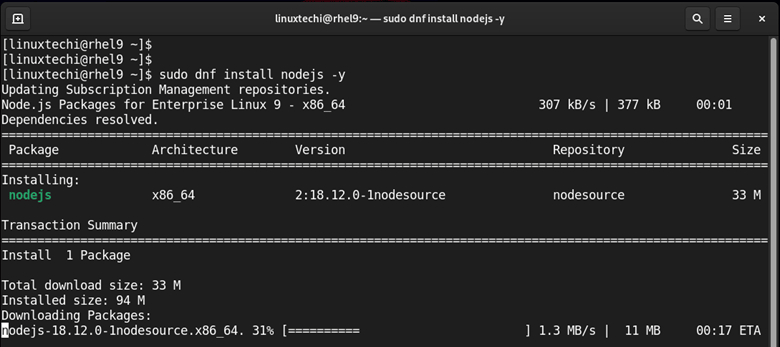 linuxtechi@rhel9:~ — sudo dnf install nodejs -y
[linuxtechi@rhel9 ~]$
[linuxtechi@rhel9 ~]$
[linuxtechi@rhel9 ~]$ sudo dnf install nodejs -y
Updating Subscription Management repositories.
Node.js Packages for Enterprise Linux 9 - x86_64                          307 kB/s | 377 kB     00:01
Dependencies resolved.
================================================================================
Package             Architecture        Version                            Repository              Size
================================================================================
Installing:
nodejs              x86_64              2:18.12.0-1nodesource              nodesource              33 M
Transaction Summary
================================================================================
Install  1 Package
Total download size: 33 M
Installed size: 94 M
Downloading Packages:
nodejs-18.12.0-1nodesource.x86_64. 31% [==========                      ] 1.3 MB/s |  11 MB     00:17 ETA